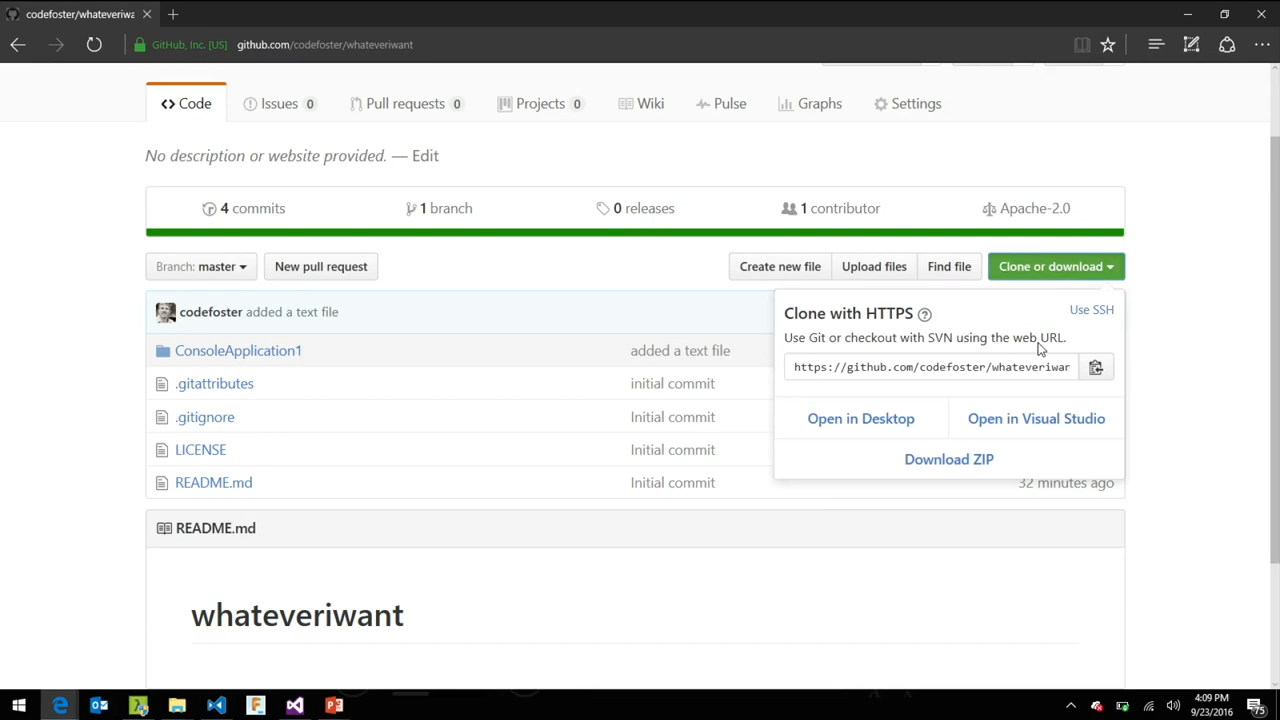 codefoster/whateveriwa
GitHub, Inc. [US] github.com/codefoster/whateveriwant
Code Issues 0 Pull requests 0 Projects 0 Wiki Pulse Graphs Settings
No description or website provided. — Edit
4 commits 1 branch 0 releases 1 contributor Apache-2.0
Branch: master New pull request Create new file Upload files Find file Clone or download
codefoster added a text file
Clone with HTTPS ? Use SSH
Use Git or checkout with SVN using the web URL.
https://github.com/codefoster/whateveriwar
Open in Desktop Open in Visual Studio
Download ZIP
ConsoleApplication1 added a text file
.gitattributes initial commit
.gitignore Initial commit
LICENSE Initial commit
README.md Initial commit 32 minutes ago
README.md
whateveriwant
4:09 PM
9/23/2016
75